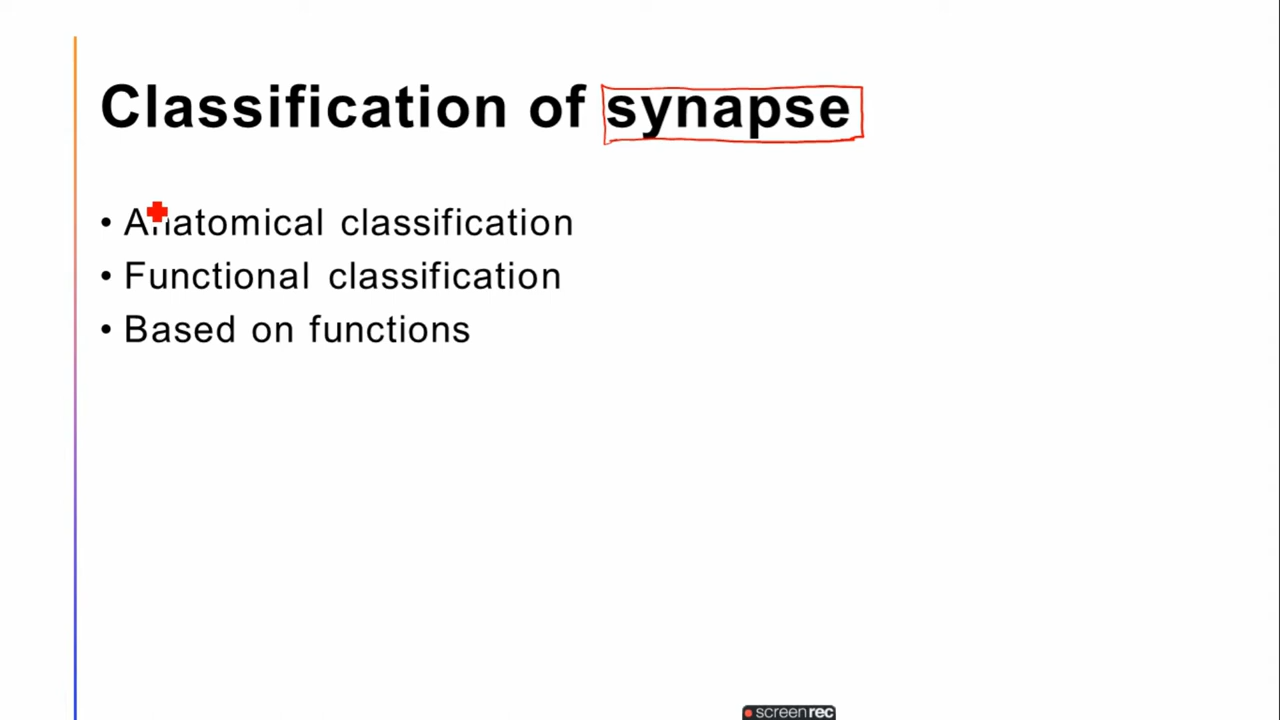 Classification of synapse
• Anatomical classification
• Functional classification
• Based on functions
screenrec